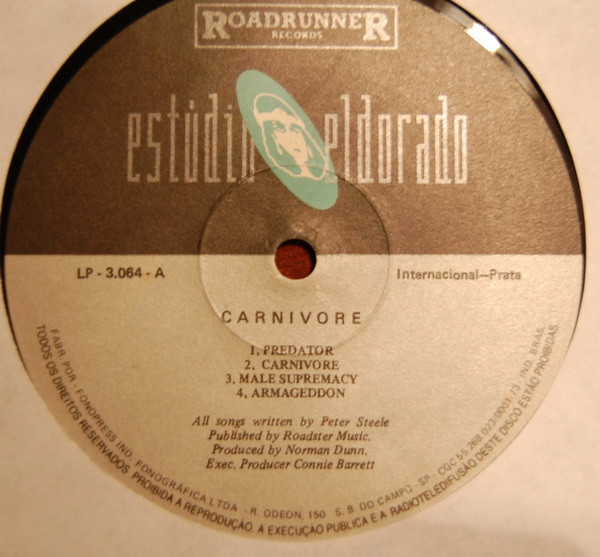 ROADRUNNER
RECORDS
estúdio eldorado
LP - 3.064 - A
Internacional—Prata
CARNIVORE
1, PREDATOR
2, CARNIVORE
3, MALE SUPREMACY
4, ARMAGEDDON
All songs written by Peter Steele
Published by Roadster Music.
Produced by Norman Dunn.
Exec. Producer Connie Barrett
FABR. POR FONOPRESS IND. FONOGRÁFICA LTDA - R. ODEON, 150 S. B. DO CAMPO - SP - CGC 55 268 023.0001-73 - IND. BRAS.
TODOS OS DIREITOS RESERVADOS PROIBIDA A REPRODUÇÃO, A EXECUÇÃO PUBLICA E A RADIOTELEDIFUSÃO DESTE DISCO ESTÃO PROIBIDAS